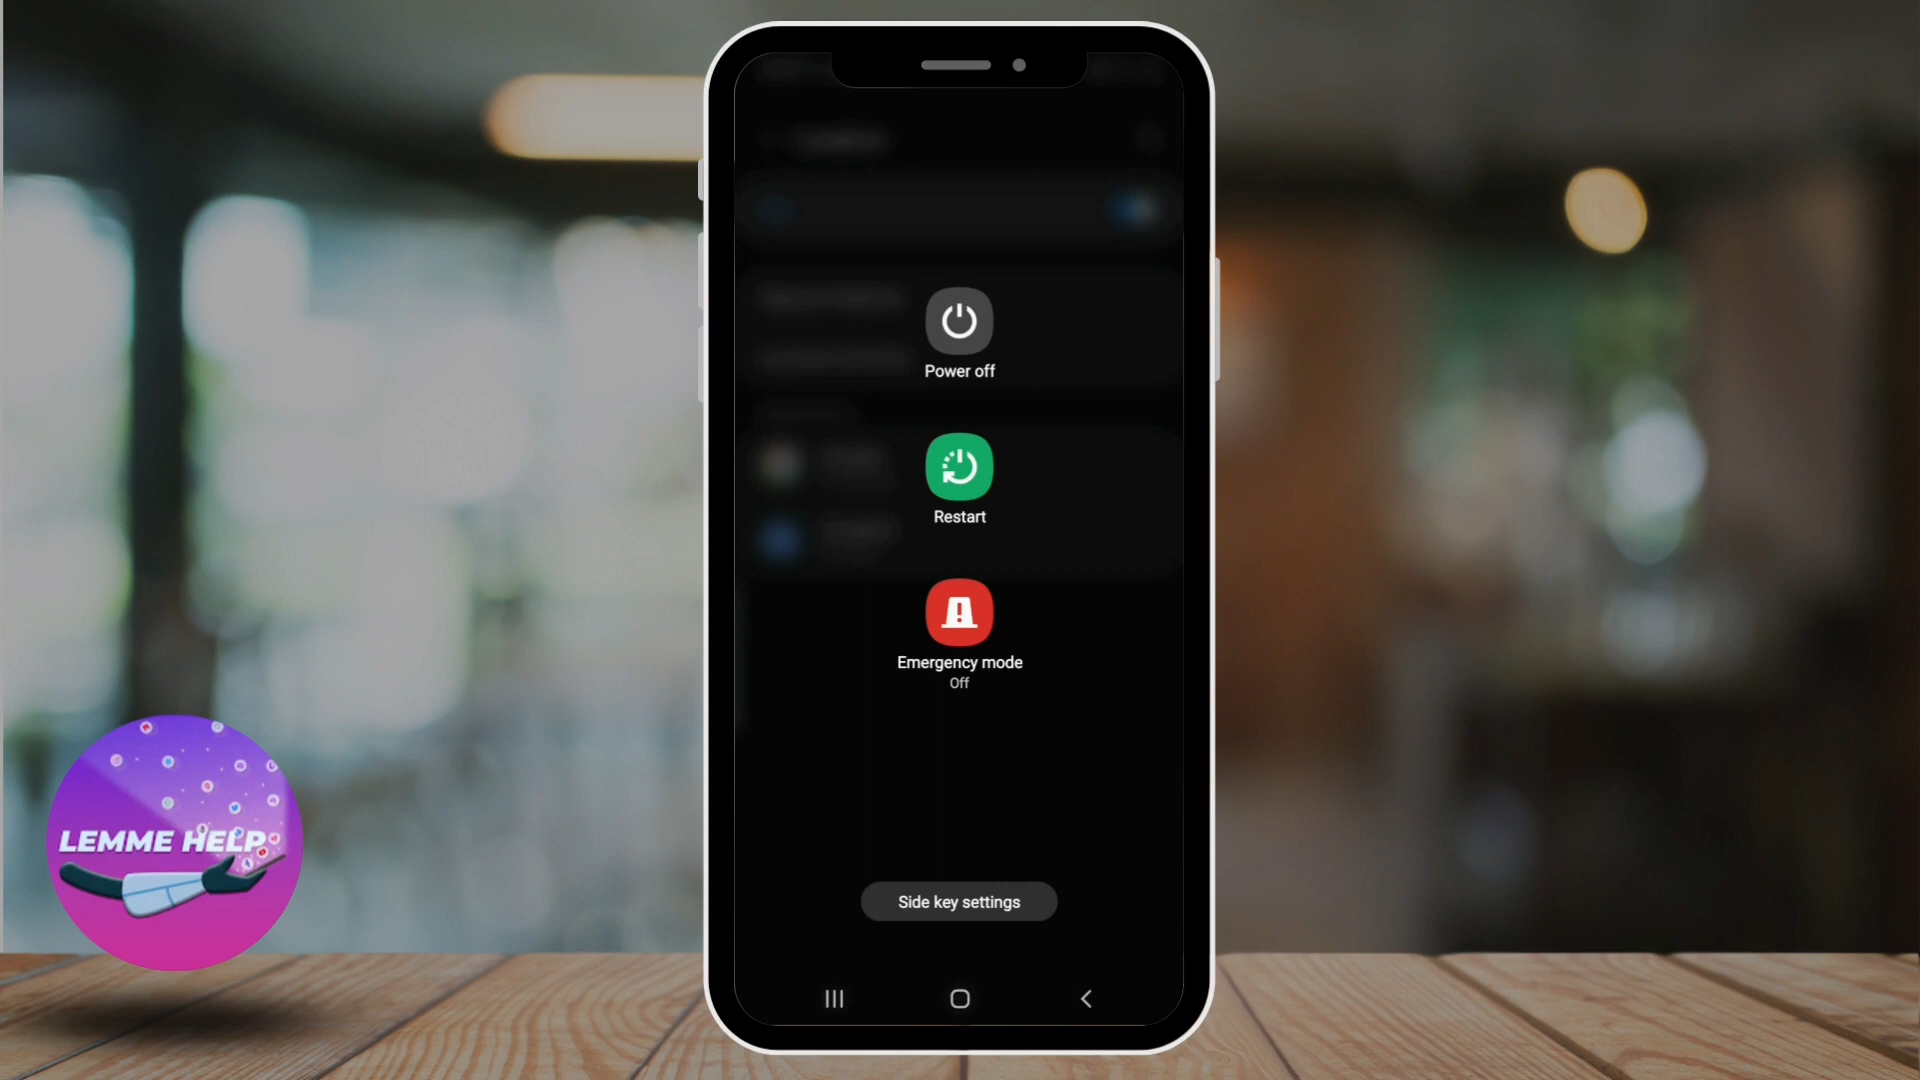 Power off
Restart
Emergency mode
Off
Side key settings
LEMME HELP